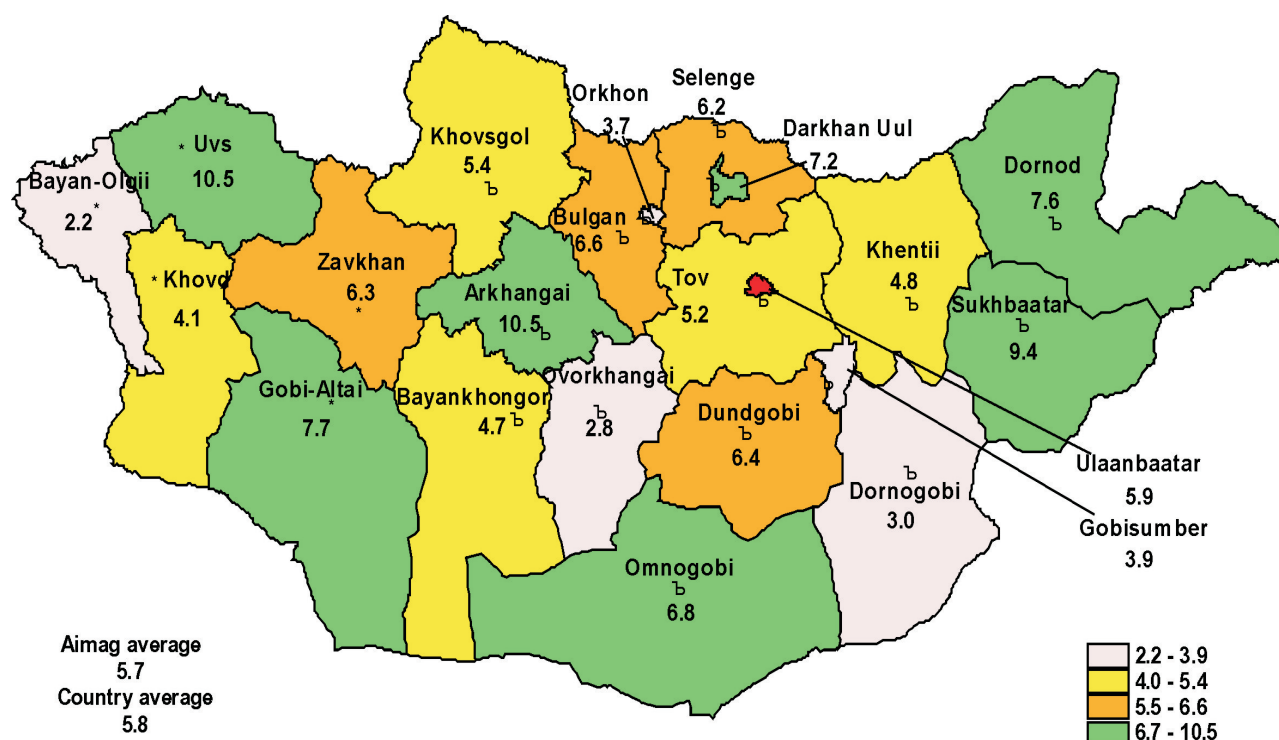 Orkhon
3.7
Selenge
6.2
Ъ
Darkhan Uul
7.2
Ъ
* Uvs
10.5
Khovsgol
5.4
Ъ
Dornod
7.6
Ъ
Bayan-Olgii
2.2 *
Bulgan Ъ
6.6 Ъ
* Khovd
4.1
Zavkhan
6.3
*
Arkhangai
10.5 Ъ
Tov
5.2
Ъ
Khentii
4.8
Ъ
Sukhbaatar
Ъ
9.4
Gobi-Altai
*
7.7
Bayankhongor
4.7 Ъ
Ovorkhangai
Ъ
2.8
Dundgobi
Ъ
6.4
Ъ
Ъ
Dornogobi
3.0
Ulaanbaatar
5.9
Gobisumber
3.9
Omnogobi
Ъ
6.8
Aimag average
5.7
Country average
5.8
2.2 - 3.9
4.0 - 5.4
5.5 - 6.6
6.7 - 10.5